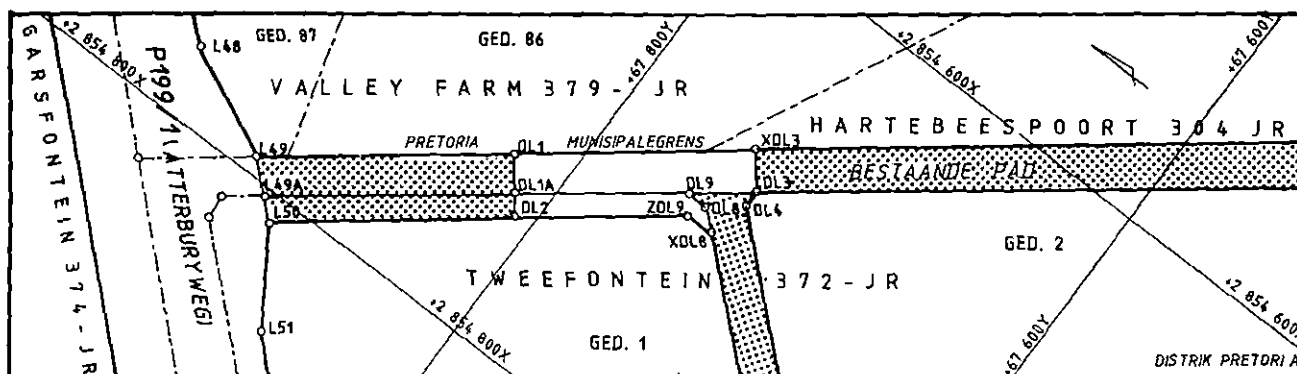 GARSFONTEIN 374-JR
P199/1(ATTERBURYWEG)
L48
GED. 87
GED. 86
+2 854 800X
+67 800Y
+2 854 600X
+67 600Y
VALLEY FARM 379-JR
HARTEBEESPOORT 304 JR
PRETORIA MUNISIPALEGRENS
L49
DL1
XDL3
BESTAANDE PAD
L49A
DL1A
DL9
DL3
L50
DL2
ZDL9
DL8
DL4
XDL8
GED. 2
TWEEFONTEIN 372-JR
+2 854 800X
+67 600Y
+2 854 600X
L51
GED. 1
DISTRIK PRETORIA